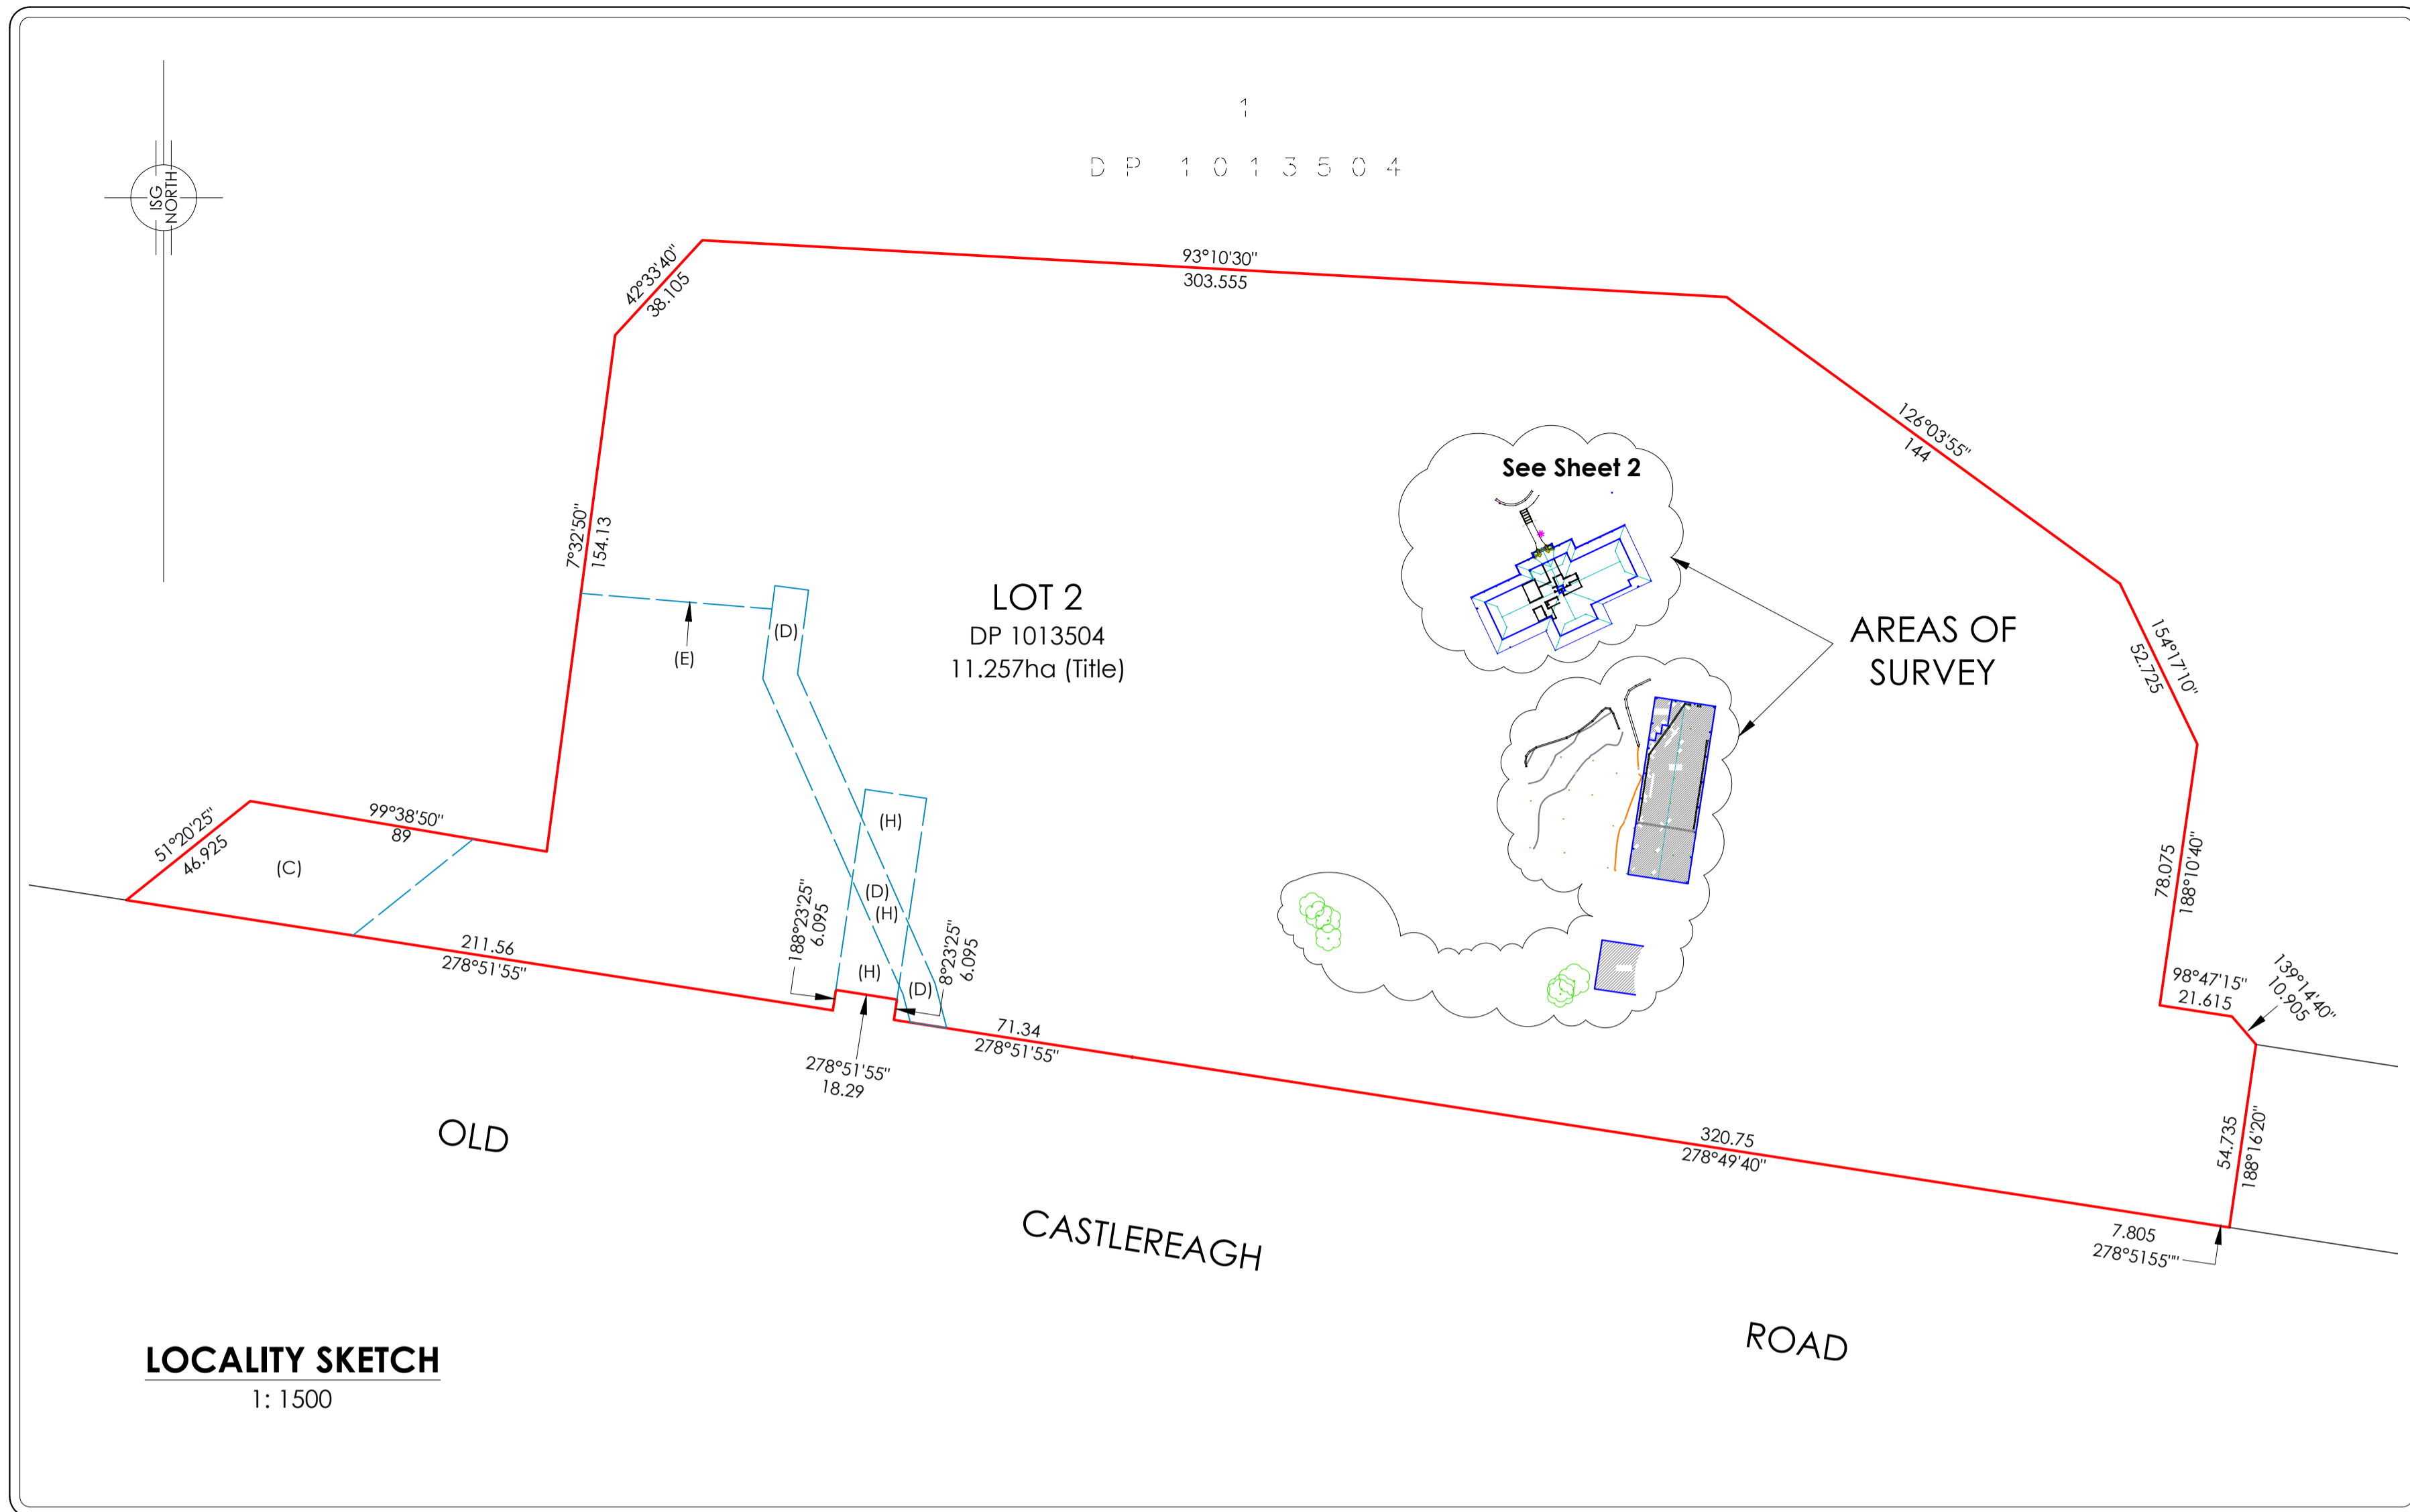 1
DP 1013504
ISG
NORTH
42°33'40"
38.105
93°10'30"
303.555
126°03'55"
144
See Sheet 2
7°32'50"
154.13
LOT 2
DP 1013504
11.257ha (Title)
(D)
(E)
AREAS OF
SURVEY
154°17'10"
52.725
51°20'25"
46.925
99°38'50"
89
(C)
(H)
(D)
(H)
(H)
(D)
188°23'25"
6.095
8°23'25"
6.095
78.075
188°10'40"
98°47'15"
21.615
139°14'40"
10.905
211.56
278°51'55"
278°51'55"
18.29
71.34
278°51'55"
320.75
278°49'40"
54.735
188°16'20"
7.805
278°5155""
OLD
CASTLEREAGH
ROAD
LOCALITY SKETCH
1: 1500